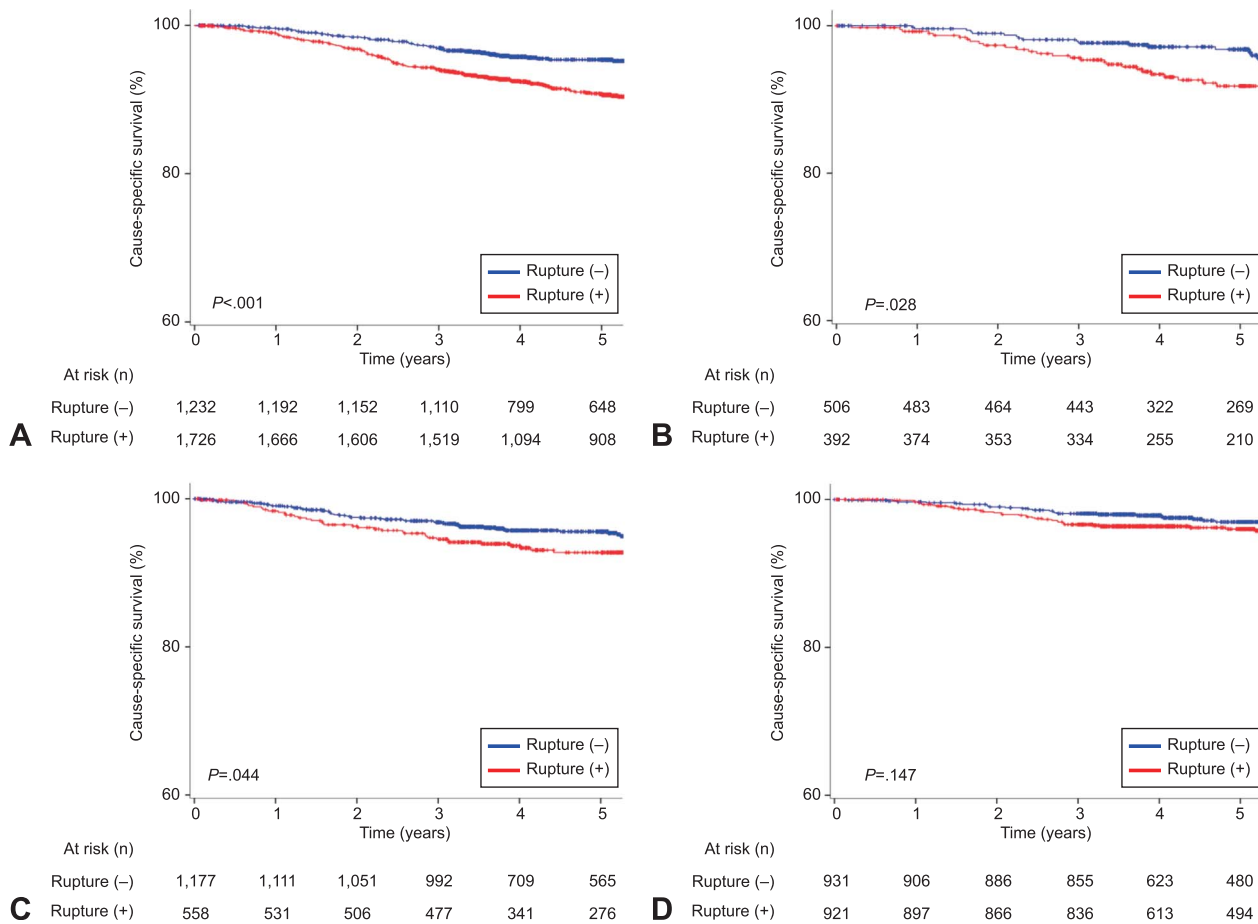 100
80
60
Cause-specific survival (%)
Rupture (–)
Rupture (+)
P<.001
0 1 2 3 4 5
Time (years)
At risk (n)
Rupture (–) 1,232 1,192 1,152 1,110 799 648
Rupture (+) 1,726 1,666 1,606 1,519 1,094 908
A
100
80
60
Cause-specific survival (%)
Rupture (–)
Rupture (+)
P=.028
0 1 2 3 4 5
Time (years)
At risk (n)
Rupture (–) 506 483 464 443 322 269
Rupture (+) 392 374 353 334 255 210
B
100
80
60
Cause-specific survival (%)
Rupture (–)
Rupture (+)
P=.044
0 1 2 3 4 5
Time (years)
At risk (n)
Rupture (–) 1,177 1,111 1,051 992 709 565
Rupture (+) 558 531 506 477 341 276
C
100
80
60
Cause-specific survival (%)
Rupture (–)
Rupture (+)
P=.147
0 1 2 3 4 5
Time (years)
At risk (n)
Rupture (–) 931 906 886 855 623 480
Rupture (+) 921 897 866 836 613 494
D